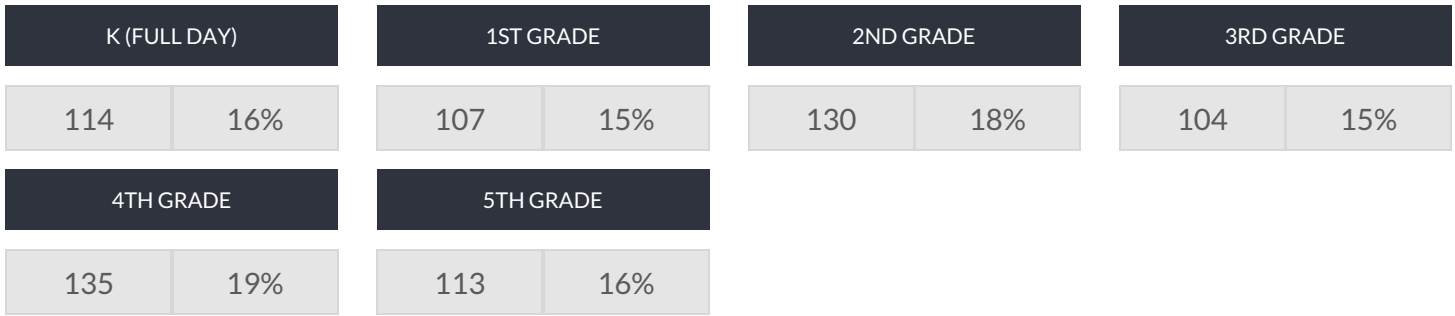 K (FULL DAY) 1ST GRADE 2ND GRADE 3RD GRADE
114 16% 107 15% 130 18% 104 15%
4TH GRADE 5TH GRADE
135 19% 113 16%